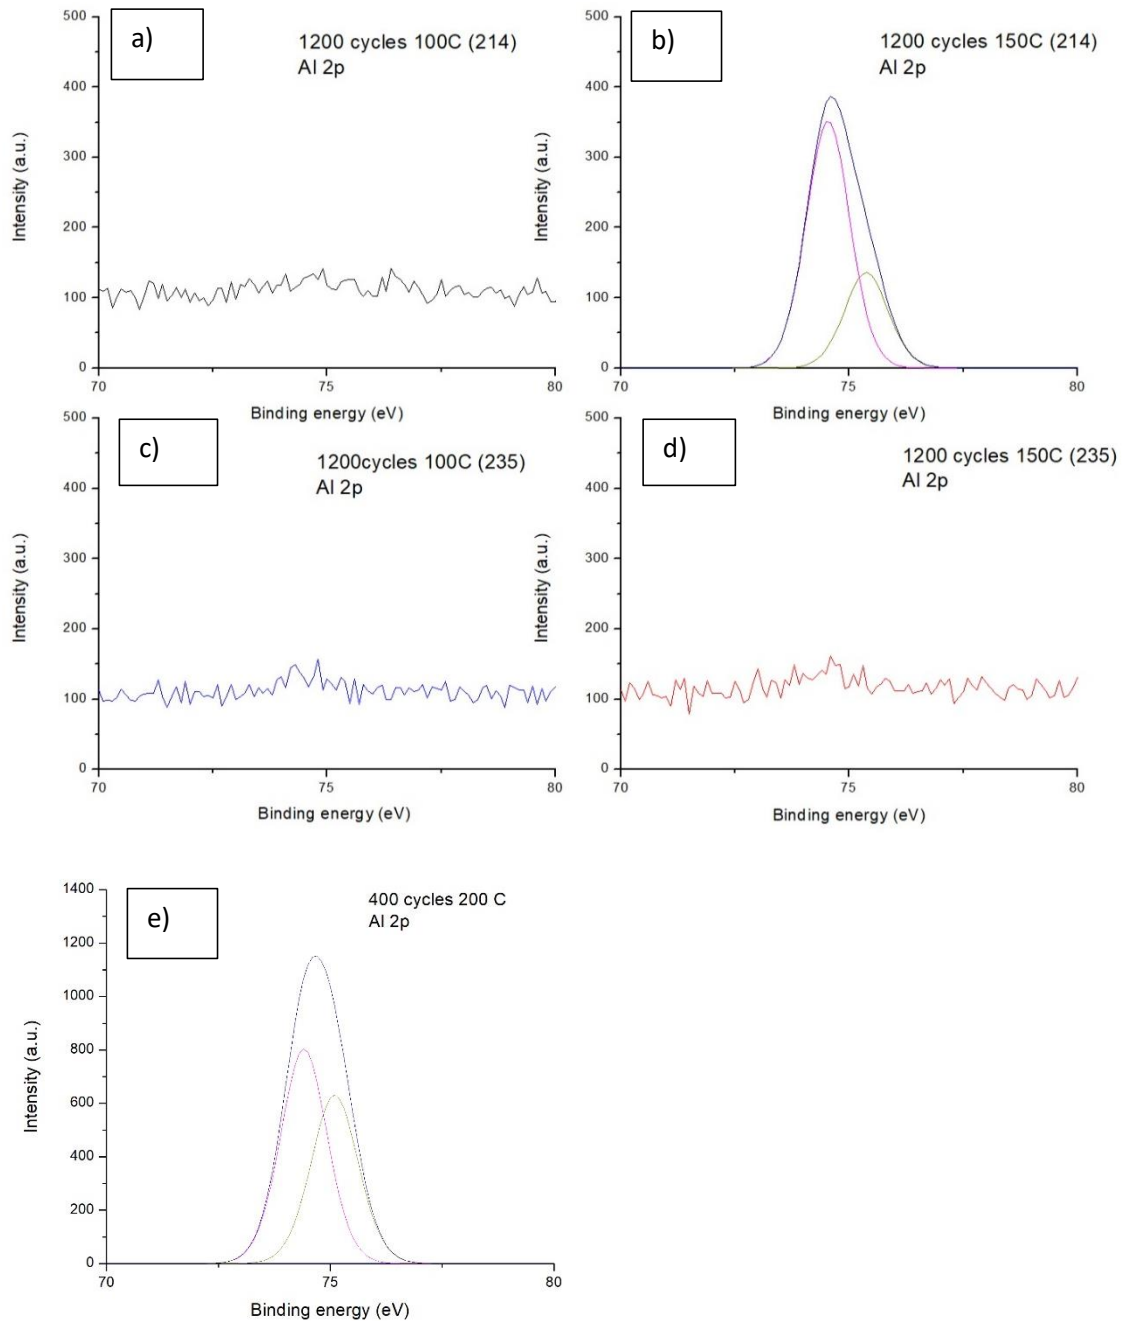 a)
1200 cycles 100C (214)
Al 2p
500
400
300
200
100
0
Intensity (a.u.)
70
75
80
Binding energy (eV)
b)
1200 cycles 150C (214)
Al 2p
500
400
300
200
100
0
Intensity (a.u.)
70
75
80
Binding energy (eV)
c)
1200cycles 100C (235)
Al 2p
500
400
300
200
100
0
Intensity (a.u.)
70
75
80
Binding energy (eV)
d)
1200 cycles 150C (235)
Al 2p
500
400
300
200
100
0
Intensity (a.u.)
70
75
80
Binding energy (eV)
e)
400 cycles 200 C
Al 2p
1400
1200
1000
800
600
400
200
0
Intensity (a.u.)
70
75
80
Binding energy (eV)